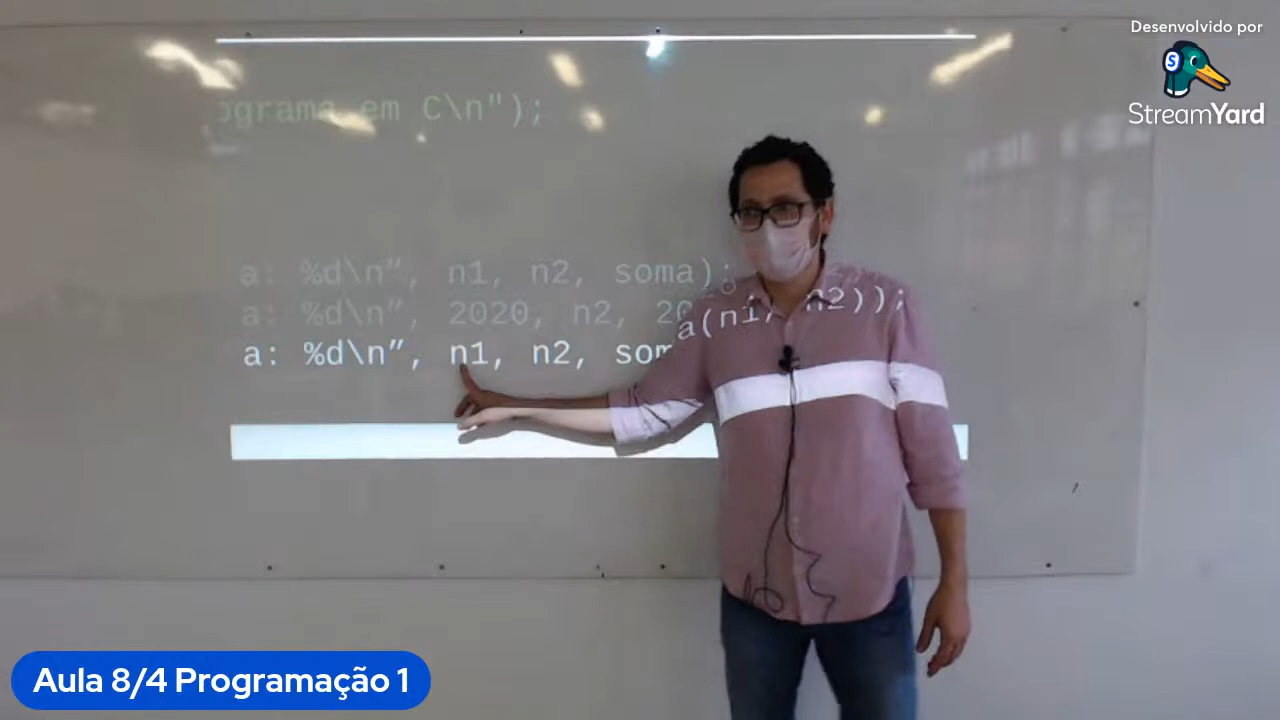 Desenvolvido por
StreamYard
ograma em C\n");
a: %d\n”, n1, n2, soma);
a: %d\n”, 2020, n2, 20
a: %d\n”, n1, n2, som
a(n1, n2));
Aula 8/4 Programação 1